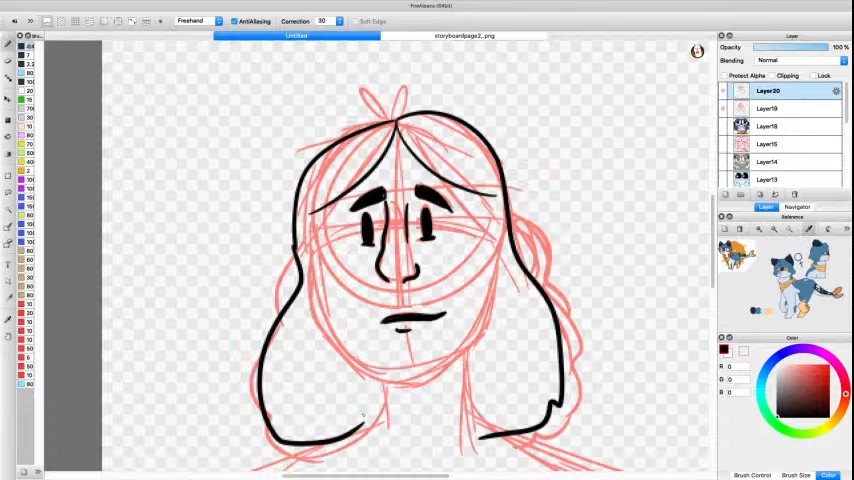 FireAlpaca (64bit)
Freehand AntiAliasing Correction 30 Soft Edge
Untitled storyboardpage2_.png
Layer
Opacity 100 %
Blending Normal
Protect Alpha Clipping Lock
Layer20
Layer19
Layer18
Layer15
Layer14
Layer13
Layer Navigator
Reference
Color
R 0
G 0
B 0
Brush Control Brush Size Color